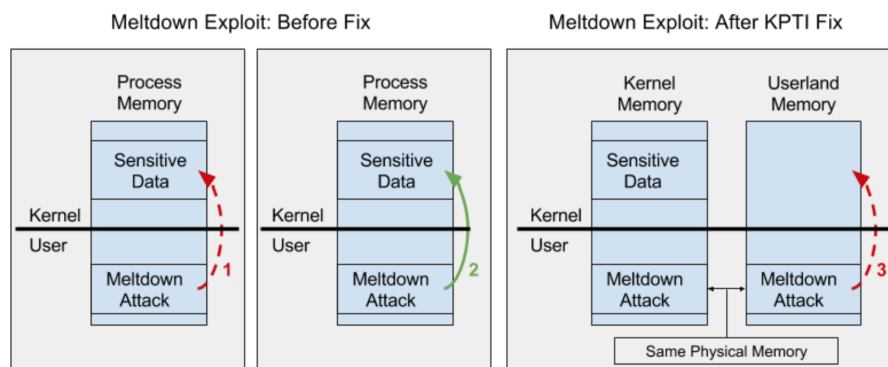 Meltdown Exploit: Before Fix
Process
Memory
Sensitive
Data
Kernel
User
Meltdown
Attack
1
Process
Memory
Sensitive
Data
Kernel
User
Meltdown
Attack
2
Meltdown Exploit: After KPTI Fix
Kernel
Memory
Userland
Memory
Sensitive
Data
Kernel
User
Meltdown
Attack
Meltdown
Attack
3
Same Physical Memory